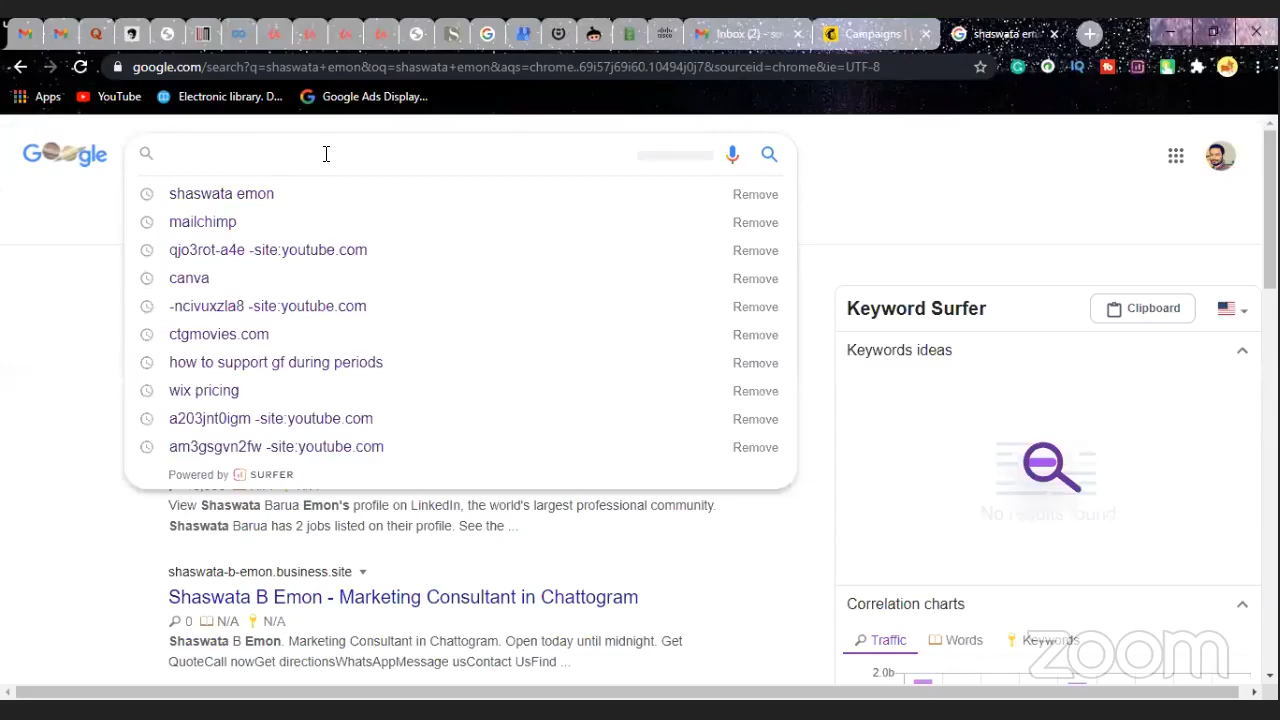 Inbox (2) - s
Campaigns
shaswata em
google.com/search?q=shaswata+emon&oq=shaswata+emon&aqs=chrome..69i57j69i60.10494j0j7&sourceid=chrome&ie=UTF-8
Apps YouTube Electronic library. D... Google Ads Display...
Google
shaswata emon Remove
mailchimp Remove
qjo3rot-a4e -site:youtube.com Remove
canva Remove
-ncivuxzla8 -site:youtube.com Remove
ctgmovies.com Remove
how to support gf during periods Remove
wix pricing Remove
a203jnt0igm -site:youtube.com Remove
am3gsgvn2fw -site:youtube.com Remove
Powered by SURFER
View Shaswata Barua Emon's profile on LinkedIn, the world's largest professional community.
Shaswata Barua has 2 jobs listed on their profile. See the ...
shaswata-b-emon.business.site
Shaswata B Emon - Marketing Consultant in Chattogram
0 N/A N/A
Shaswata B Emon. Marketing Consultant in Chattogram. Open today until midnight. Get
QuoteCall nowGet directionsWhatsAppMessage usContact UsFind ...
Keyword Surfer Clipboard
Keywords ideas
No results found
Correlation charts
Traffic Words Keywords
2.0b
zoom